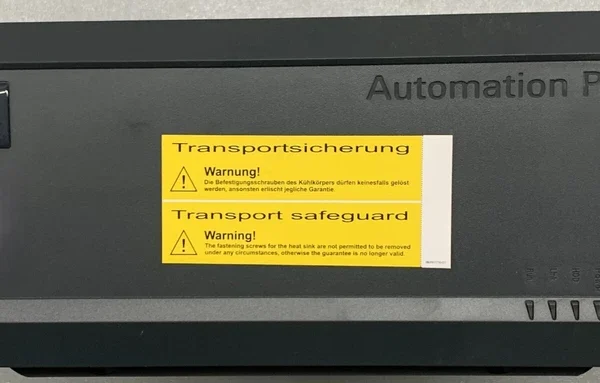 Automation P
Transportsicherung
Warnung!
Die Befestigungsschrauben des Kühlkörpers dürfen keinesfalls gelöst
werden, ansonsten erlischt jegliche Garantie.
Transport safeguard
Warning!
The fastening screws for the heat sink are not permitted to be removed
under any circumstances, otherwise the guarantee is no longer valid.